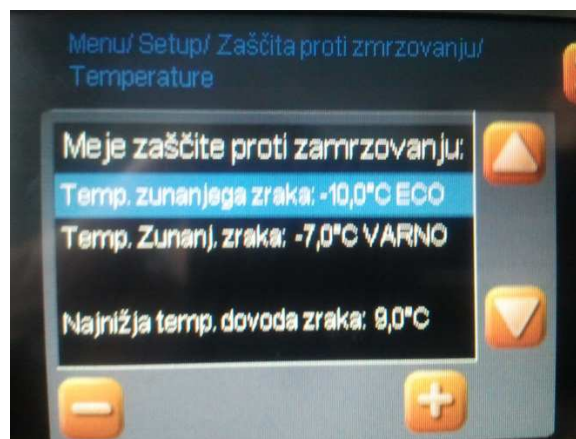 Menu/ Setup/ Zaščita proti zmrzovanju/
Temperature
Meje zaščite proti zamrzovanju:
Temp. zunanjega zraka: -10,0°C ECO
Temp. Zunanj. zraka: -7,0°C VARNO
Najnižja temp. dovoda zraka: 9,0°C